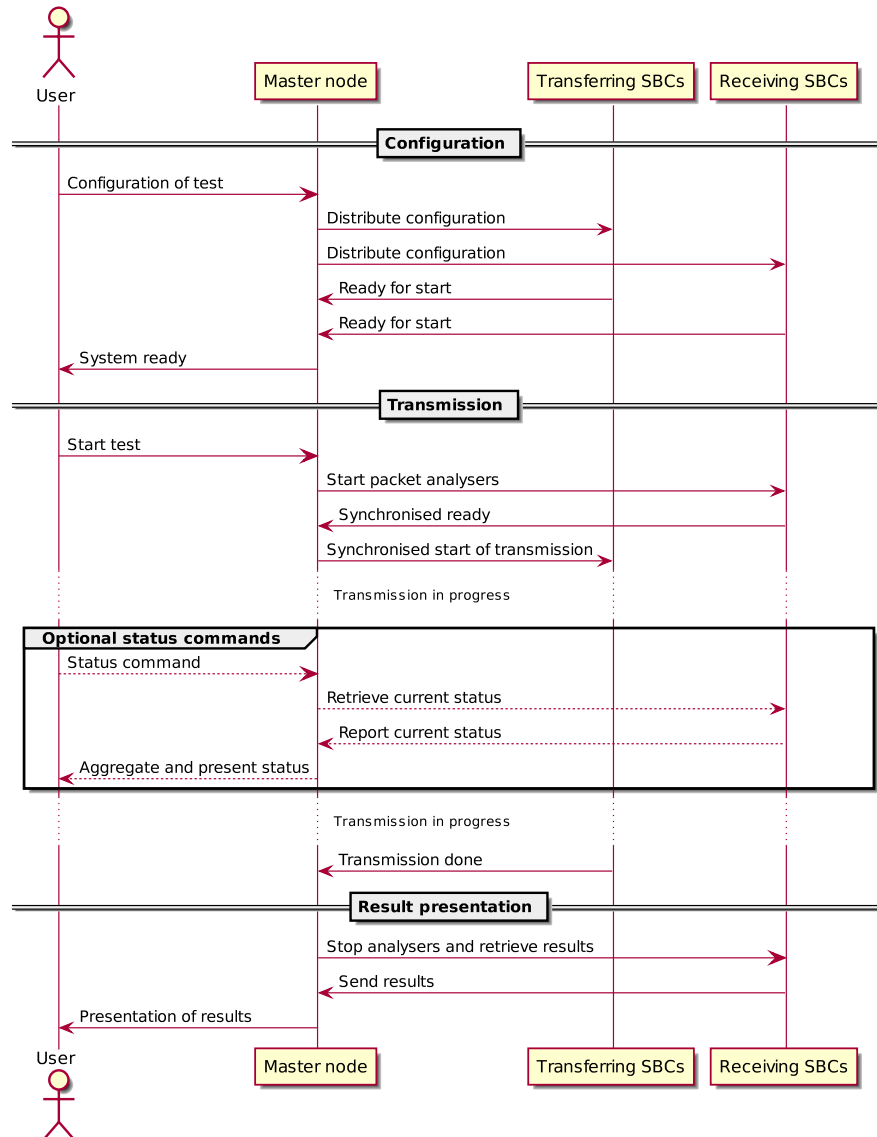 User
Master node
Transferring SBCs
Receiving SBCs
Configuration
Configuration of test
Distribute configuration
Distribute configuration
Ready for start
Ready for start
System ready
Transmission
Start test
Start packet analysers
Synchronised ready
Synchronised start of transmission
Transmission in progress
Optional status commands
Status command
Retrieve current status
Report current status
Aggregate and present status
Transmission in progress
Transmission done
Result presentation
Stop analysers and retrieve results
Send results
Presentation of results
User
Master node
Transferring SBCs
Receiving SBCs